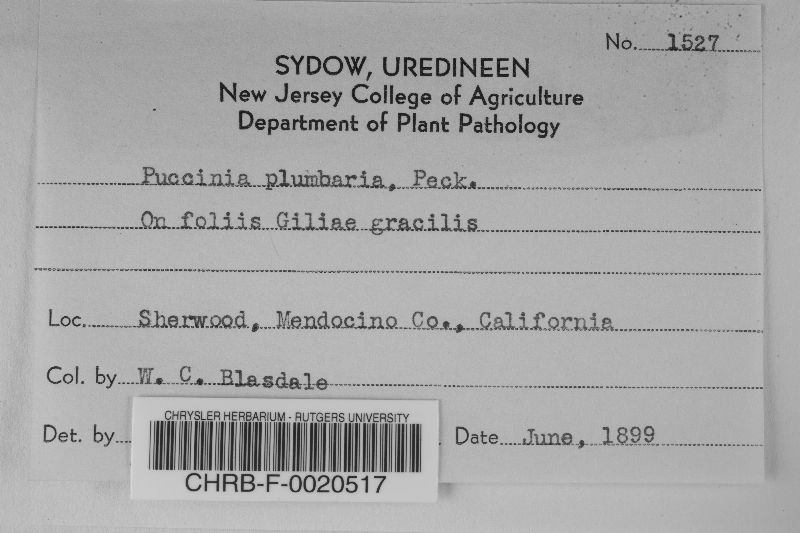 No. 1527
SYDOW, UREDINEEN
New Jersey College of Agriculture
Department of Plant Pathology
Puccinia plumbaria, Peck.
On foliis Giliae gracilis
Loc. Sherwood, Mendocino Co., California
Col. by W. C. Blasdale
Det. by Date June, 1899
CHRYSLER HERBARIUM - RUTGERS UNIVERSITY
CHRB-F-0020517